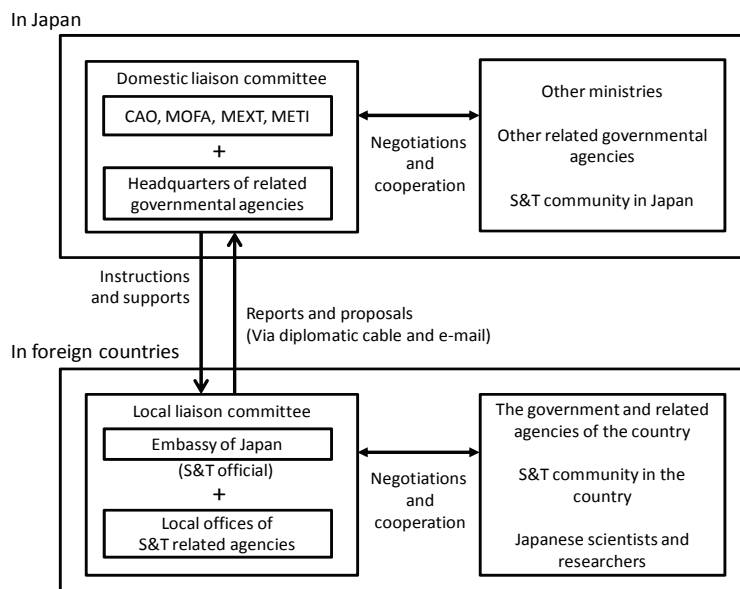 In Japan
Domestic liaison committee
CAO, MOFA, MEXT, METI
+
Headquarters of related
governmental agencies
Negotiations
and
cooperation
Other ministries
Other related governmental
agencies
S&T community in Japan
Instructions
and supports
Reports and proposals
(Via diplomatic cable and e-mail)
In foreign countries
Local liaison committee
Embassy of Japan
(S&T official)
+
Local offices of
S&T related agencies
Negotiations
and
cooperation
The government and related
agencies of the country
S&T community in the
country
Japanese scientists and
researchers